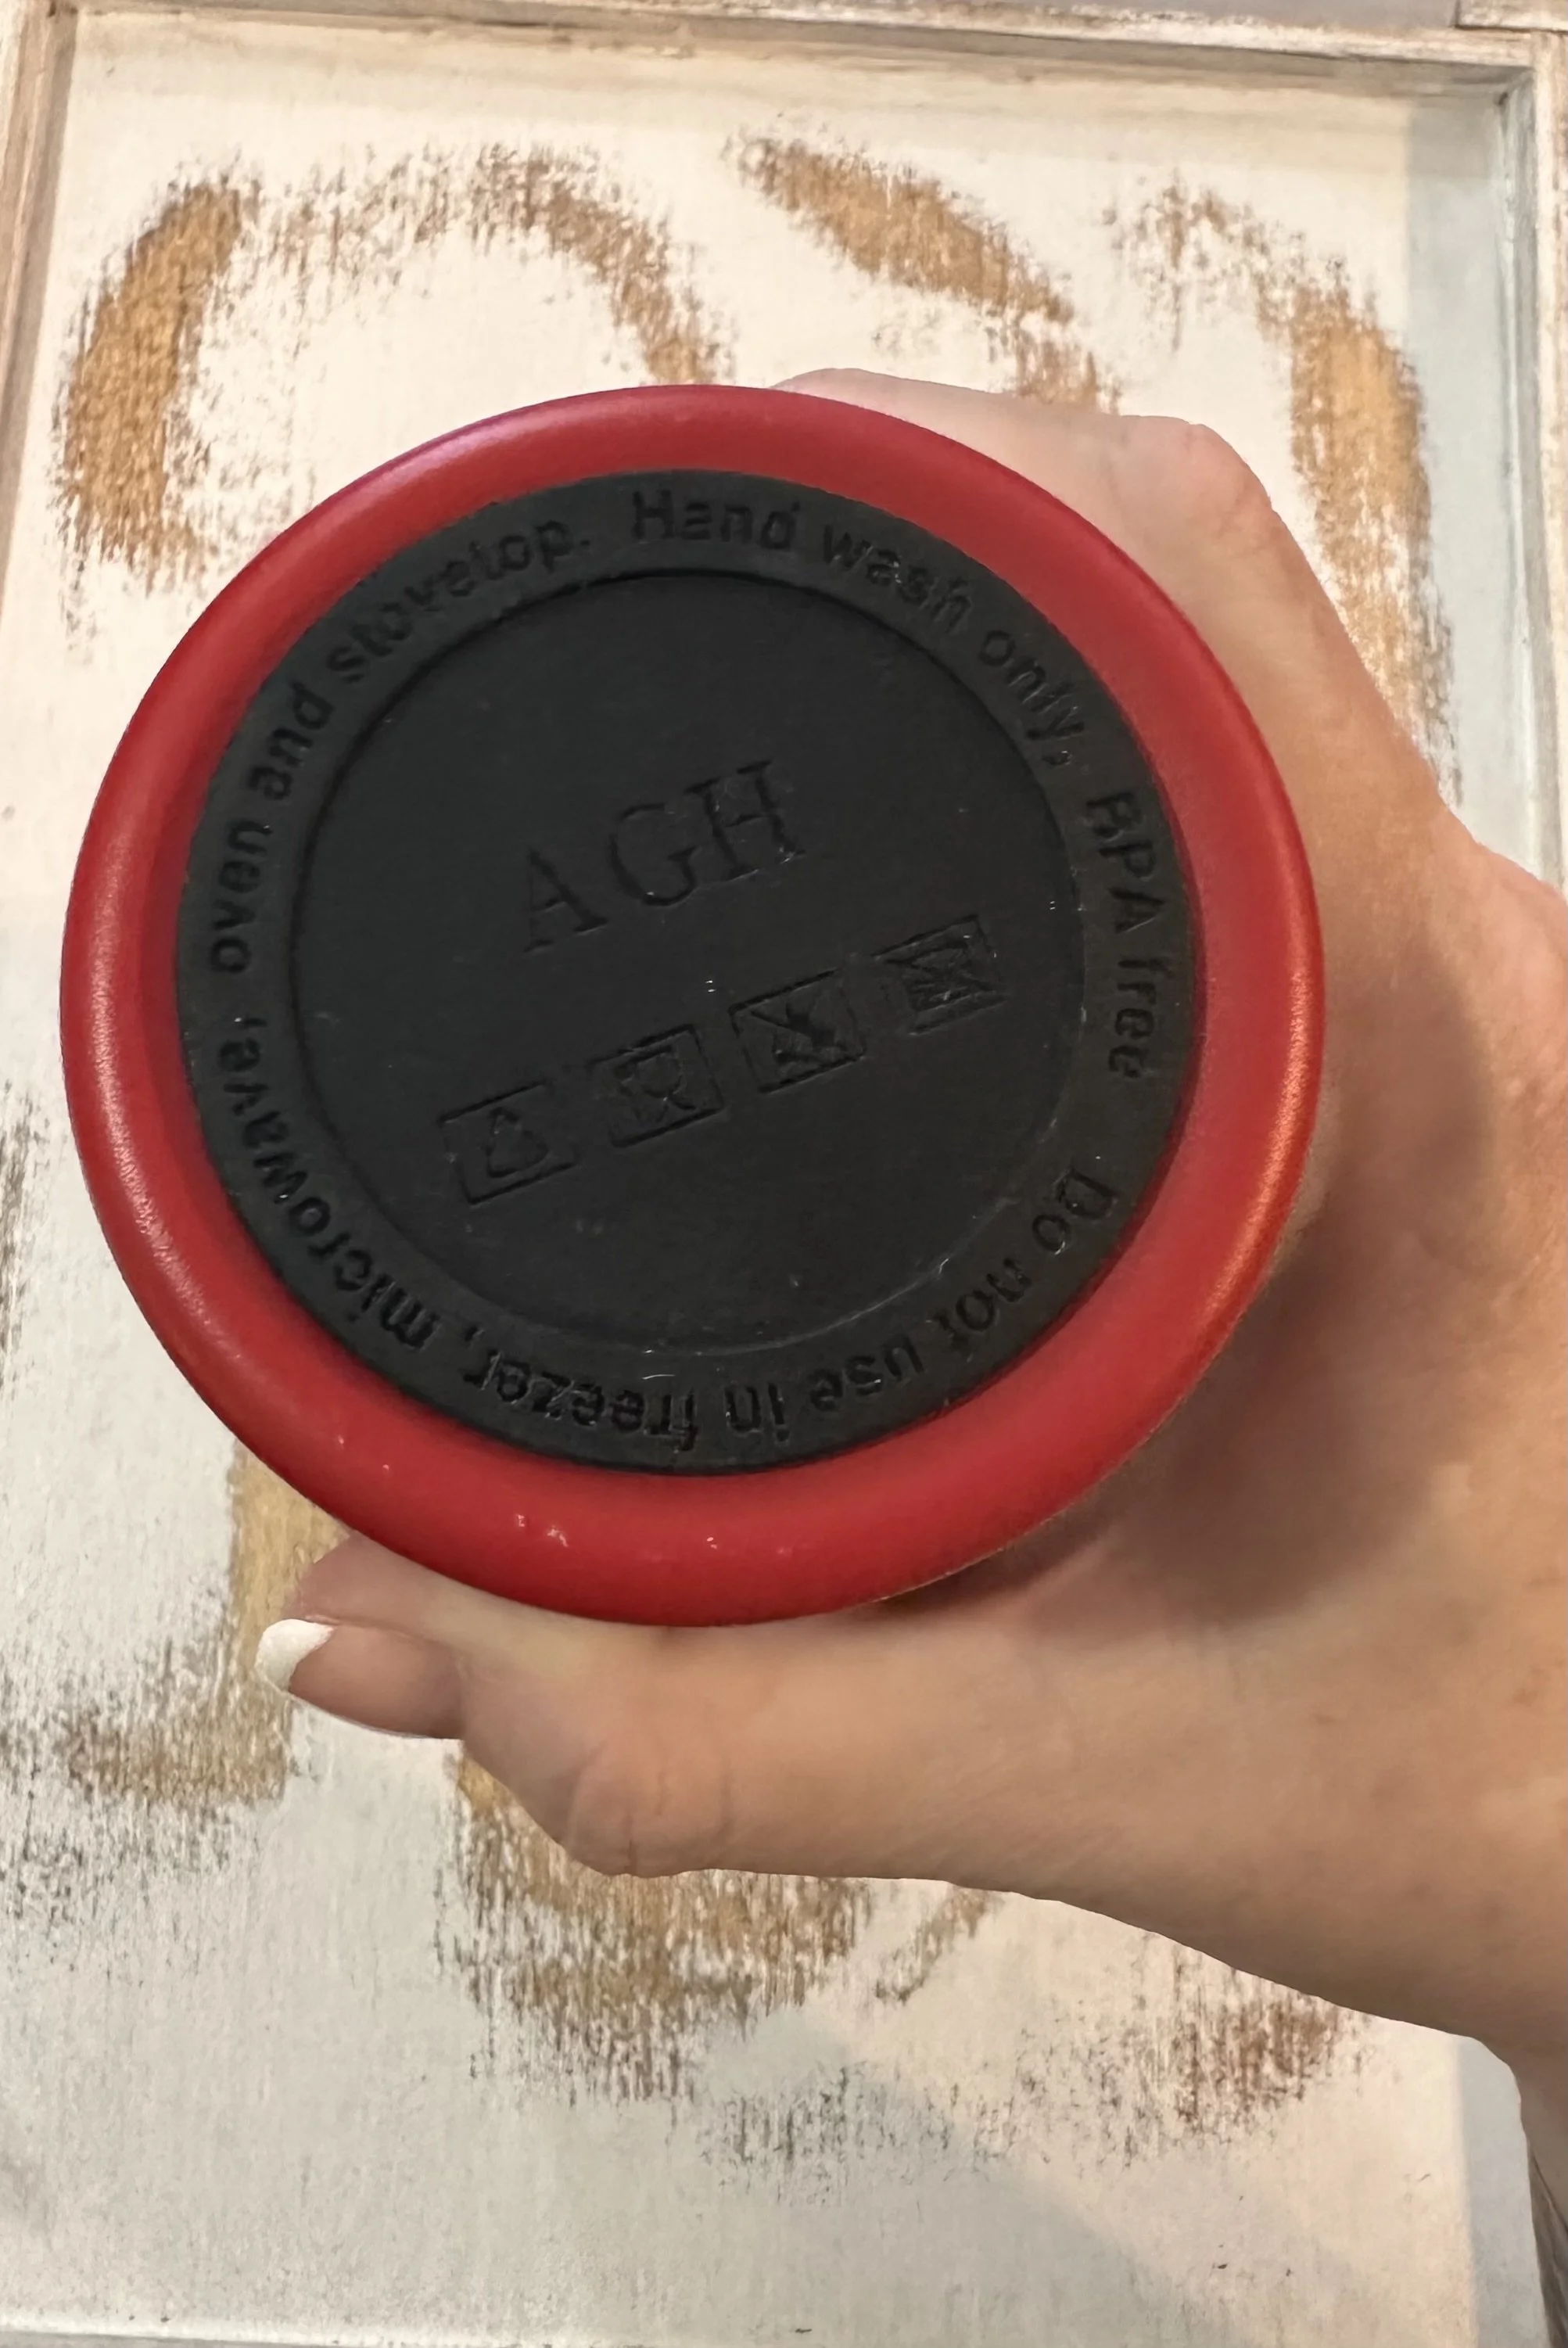 AGH
Hand wash only, BPA free Do not use in freezer, microwave, oven and stovetop.